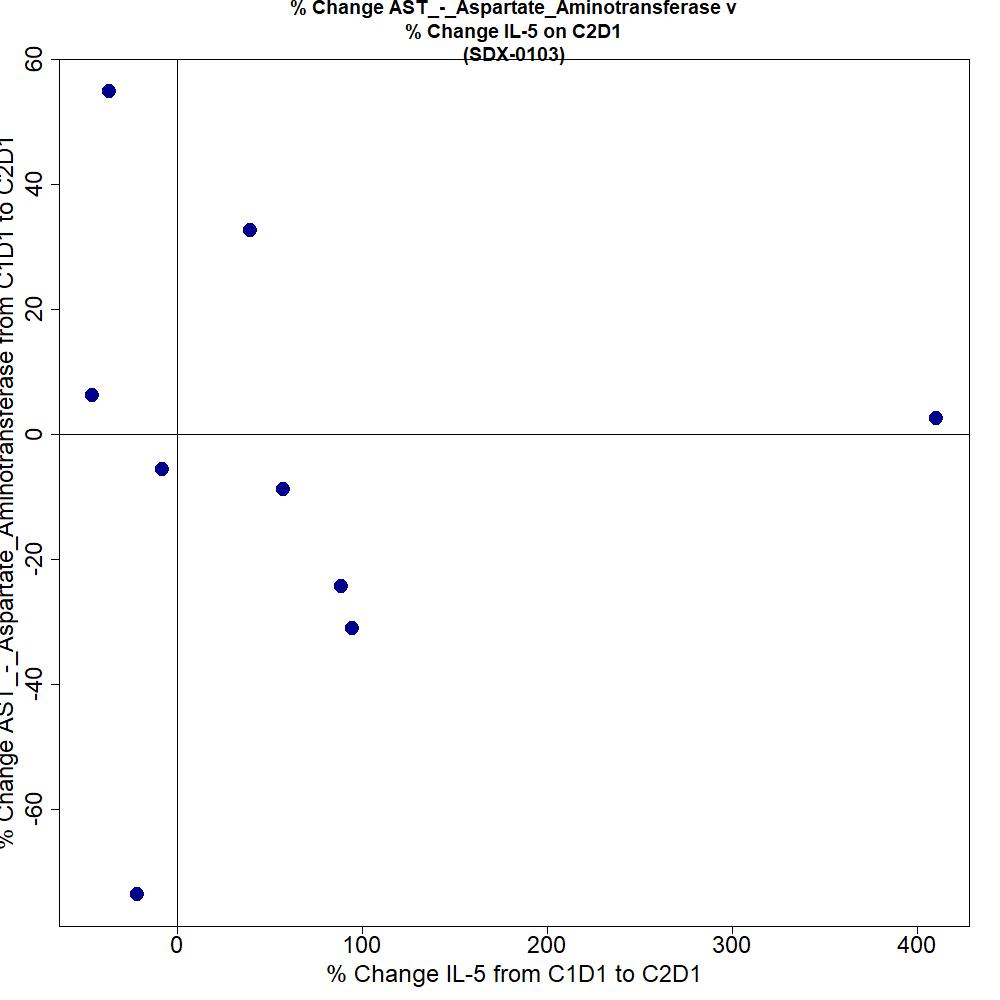 % Change AST_-_Aspartate_Aminotransferase v
% Change IL-5 on C2D1
(SDX-0103)
% Change AST_-_Aspartate_Aminotransferase from C1D1 to C2D1
60
40
20
0
-20
-40
-60
0 100 200 300 400
% Change IL-5 from C1D1 to C2D1